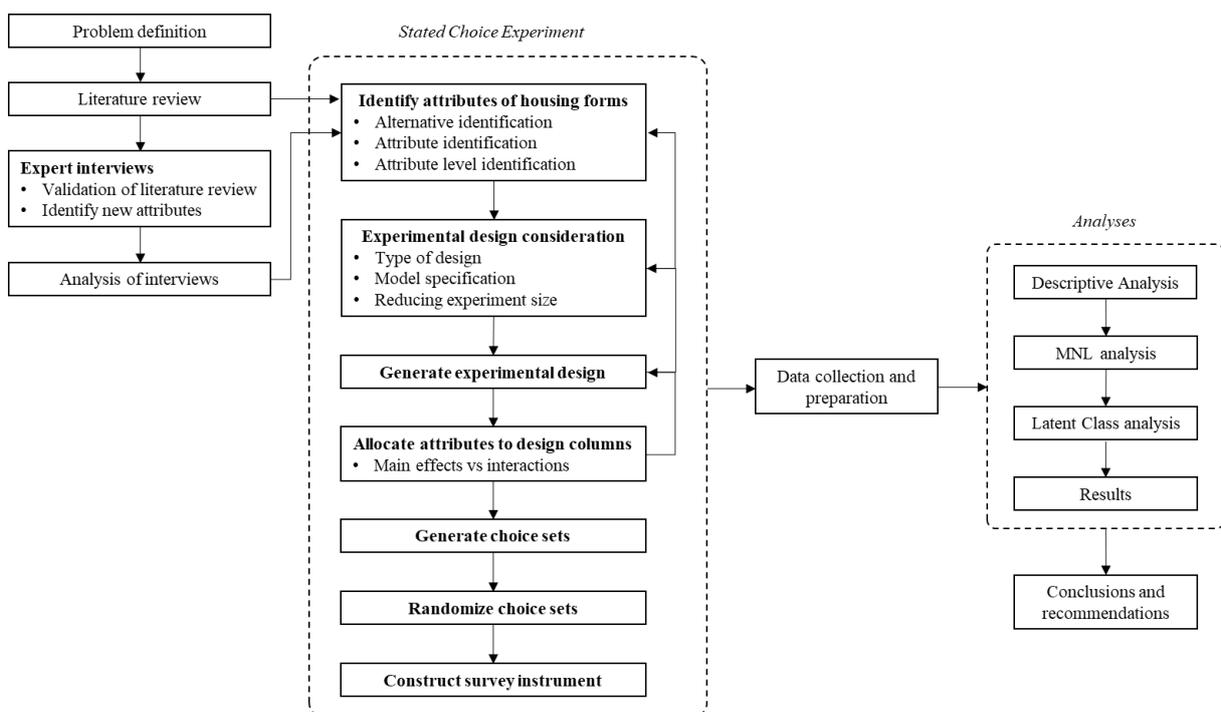 Problem definition
Literature review
Expert interviews
• Validation of literature review
• Identify new attributes
Analysis of interviews
Stated Choice Experiment
Identify attributes of housing forms
• Alternative identification
• Attribute identification
• Attribute level identification
Experimental design consideration
• Type of design
• Model specification
• Reducing experiment size
Generate experimental design
Allocate attributes to design columns
• Main effects vs interactions
Generate choice sets
Randomize choice sets
Construct survey instrument
Data collection and
preparation
Analyses
Descriptive Analysis
MNL analysis
Latent Class analysis
Results
Conclusions and
recommendations